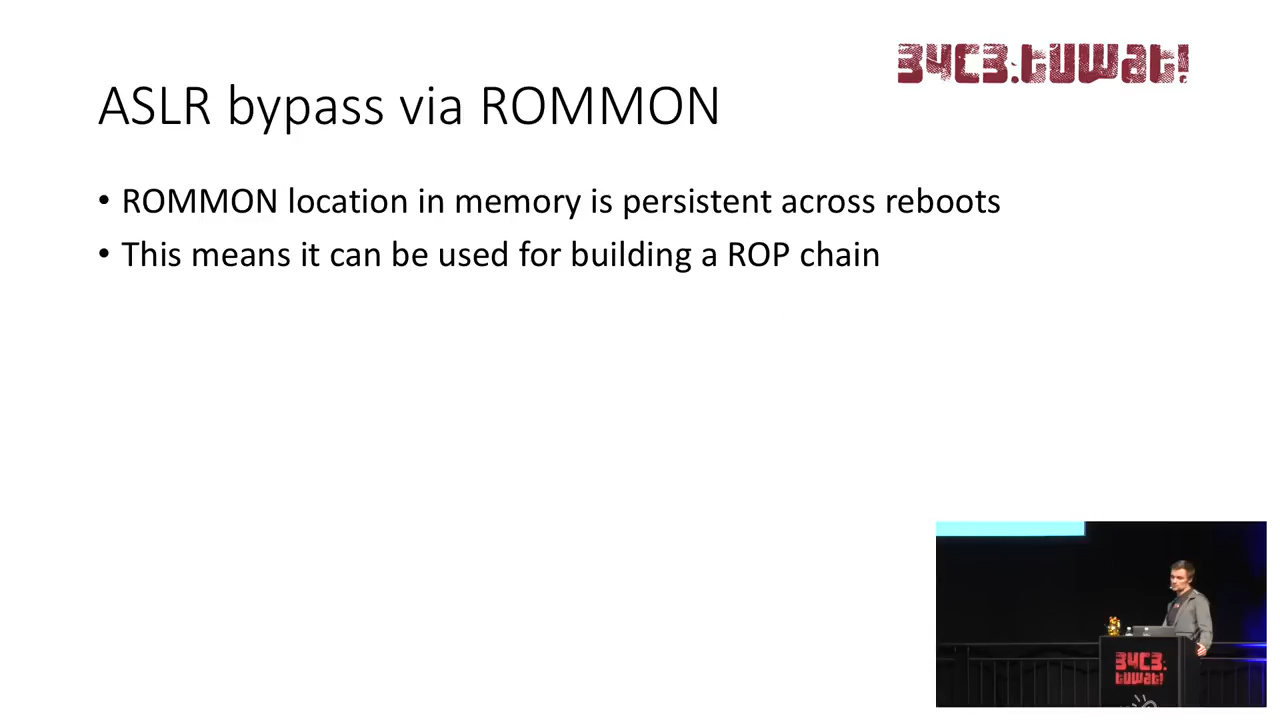 34C3.tuwat!
ASLR bypass via ROMMON
• ROMMON location in memory is persistent across reboots
• This means it can be used for building a ROP chain
34C3.
tuwat!